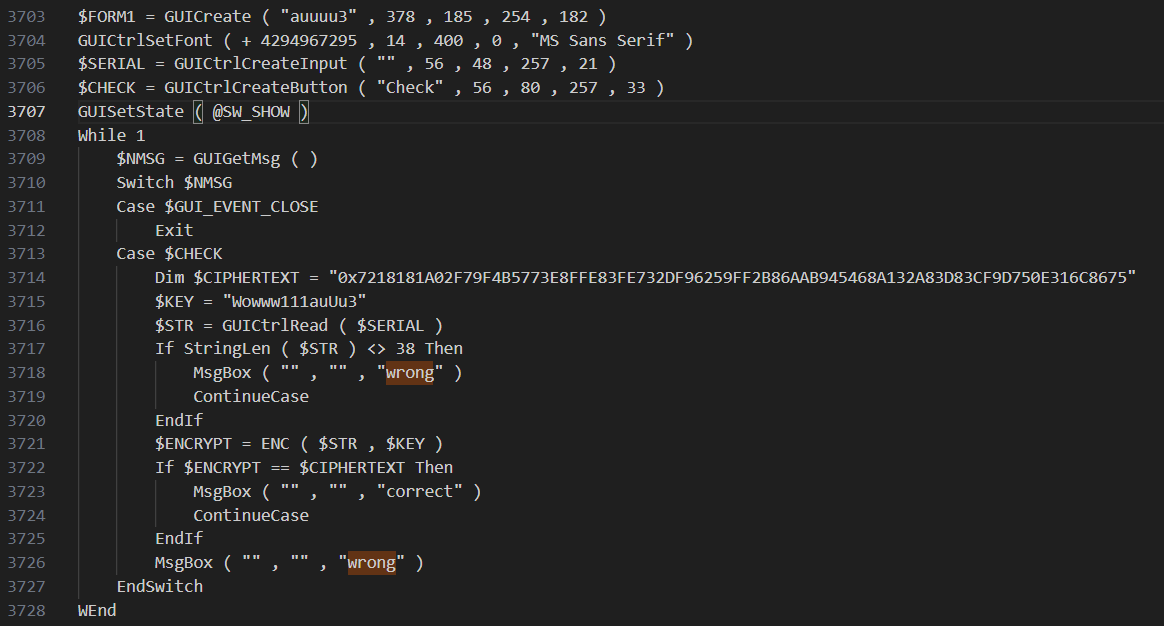 3703 $FORM1 = GUICreate ( "auuuu3" , 378 , 185 , 254 , 182 )
3704 GUICtrlSetFont ( + 4294967295 , 14 , 400 , 0 , "MS Sans Serif" )
3705 $SERIAL = GUICtrlCreateInput ( "" , 56 , 48 , 257 , 21 )
3706 $CHECK = GUICtrlCreateButton ( "Check" , 56 , 80 , 257 , 33 )
3707 GUISetState ( @SW_SHOW )
3708 While 1
3709 $NMSG = GUIGetMsg ( )
3710 Switch $NMSG
3711 Case $GUI_EVENT_CLOSE
3712 Exit
3713 Case $CHECK
3714 Dim $CIPHERTEXT = "0x7218181A02F79F4B5773E8FFE83FE732DF96259FF2B86AAB945468A132A83D83CF9D750E316C8675"
3715 $KEY = "Wowww111auUu3"
3716 $STR = GUICtrlRead ( $SERIAL )
3717 If StringLen ( $STR ) <> 38 Then
3718 MsgBox ( "" , "" , "wrong" )
3719 ContinueCase
3720 EndIf
3721 $ENCRYPT = ENC ( $STR , $KEY )
3722 If $ENCRYPT == $CIPHERTEXT Then
3723 MsgBox ( "" , "" , "correct" )
3724 ContinueCase
3725 EndIf
3726 MsgBox ( "" , "" , "wrong" )
3727 EndSwitch
3728 WEnd